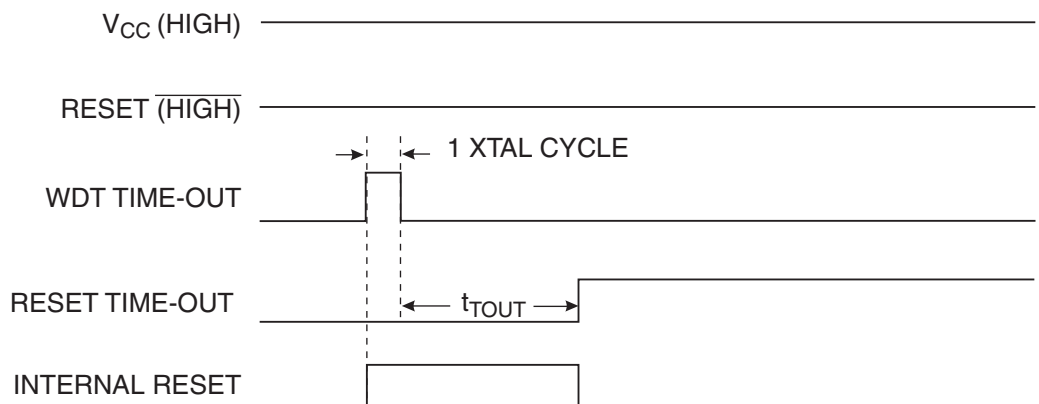 VCC (HIGH)
RESET (HIGH)
1 XTAL CYCLE
WDT TIME-OUT
RESET TIME-OUT
tTOUT
INTERNAL RESET